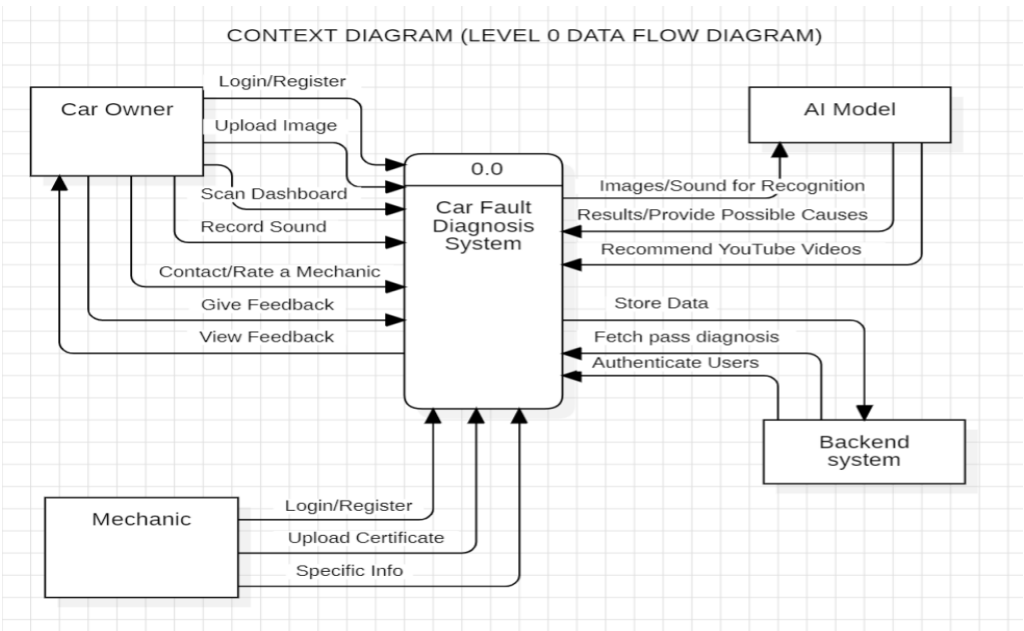 CONTEXT DIAGRAM (LEVEL 0 DATA FLOW DIAGRAM)
Car Owner
Login/Register
Upload Image
Scan Dashboard
Record Sound
Contact/Rate a Mechanic
Give Feedback
View Feedback
0.0
Car Fault
Diagnosis
System
AI Model
Images/Sound for Recognition
Results/Provide Possible Causes
Recommend YouTube Videos
Store Data
Fetch pass diagnosis
Authenticate Users
Backend
system
Mechanic
Login/Register
Upload Certificate
Specific Info